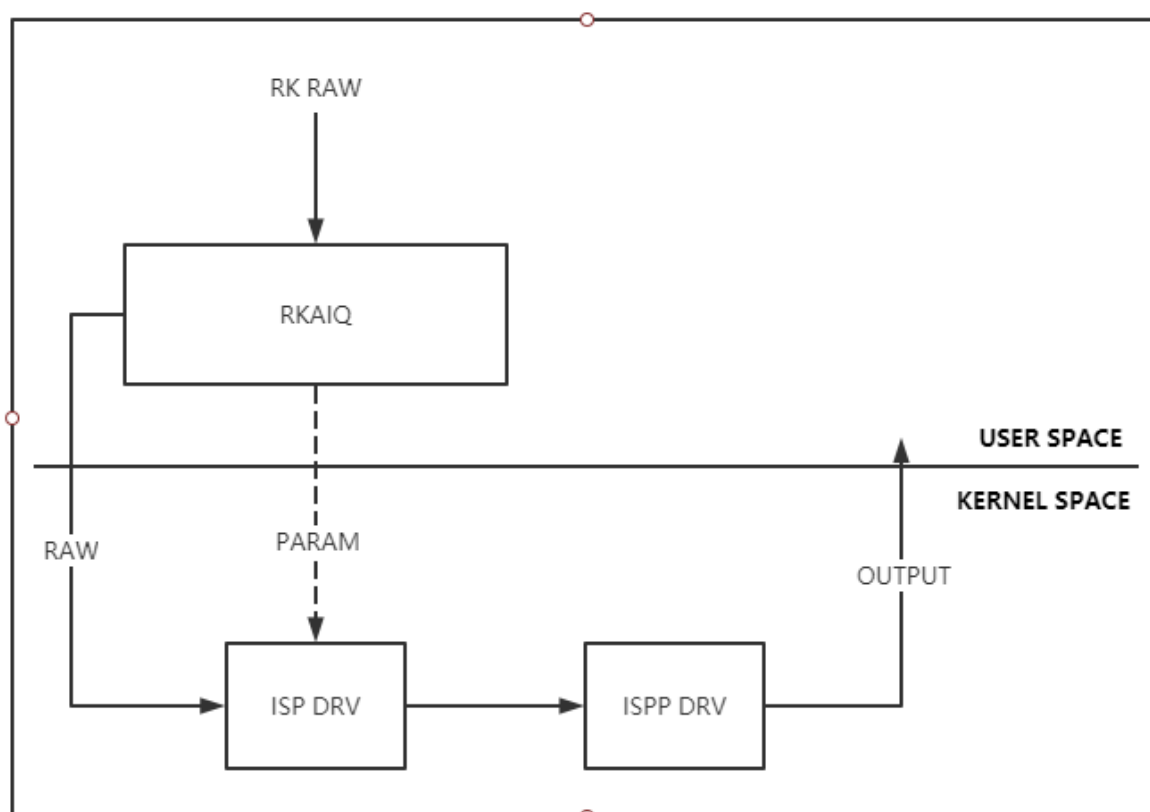 RK RAW
RKAIQ
USER SPACE
KERNEL SPACE
RAW
PARAM
OUTPUT
ISP DRV
ISPP DRV